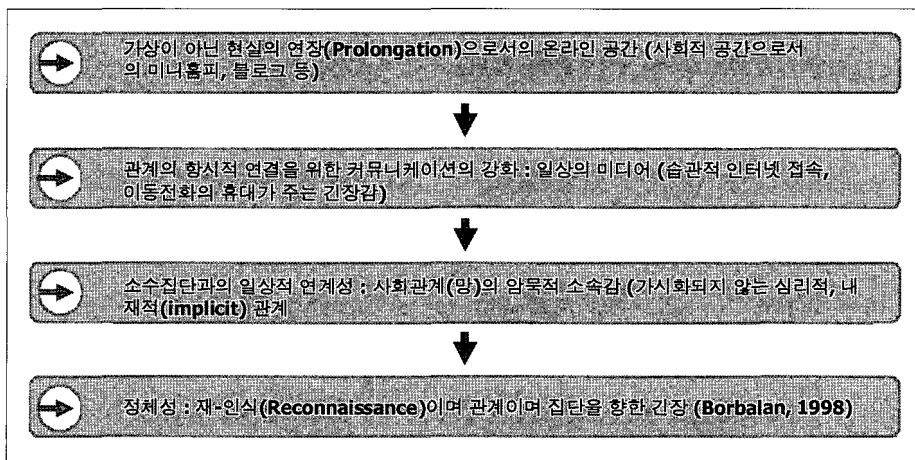 가상이 아닌 현실의 연장(Prolongation)으로서의 온라인 공간 (사회적 공간으로서
의 미니홈피, 블로그 등)
관계의 항시적 연결을 위한 커뮤니케이션의 강화 : 일상의 미디어 (습관적 인터넷 접속,
이동전화의 휴대가 주는 긴장감)
소수집단과의 일상적 연계성 : 사회관계(망)의 암묵적 소속감 (가시화되지 않는 심리적, 내
재적(implicit) 관계
정체성 : 재-인식(Reconnaissance)이며 관계이며 집단을 향한 긴장 (Borbalan, 1998)